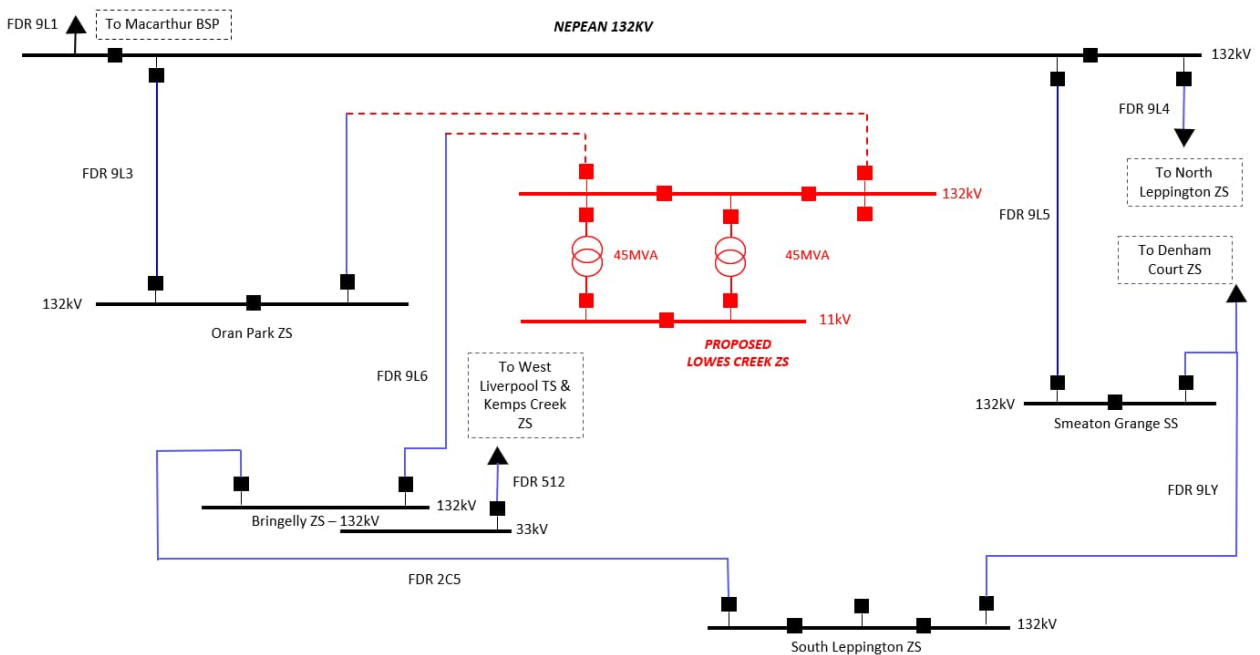 FDR 9L1
To Macarthur BSP
NEPEAN 132KV
132kV
FDR 9L4
FDR 9L3
To North
Leppington ZS
132kV
FDR 9L5
To Denham
Court ZS
45MVA
45MVA
132kV
Oran Park ZS
11kV
PROPOSED
LOWES CREEK ZS
FDR 9L6
To West
Liverpool TS &
Kemps Creek
ZS
132kV
Smeaton Grange SS
FDR 512
FDR 9LY
132kV
Bringelly ZS – 132kV
33kV
FDR 2C5
132kV
South Leppington ZS